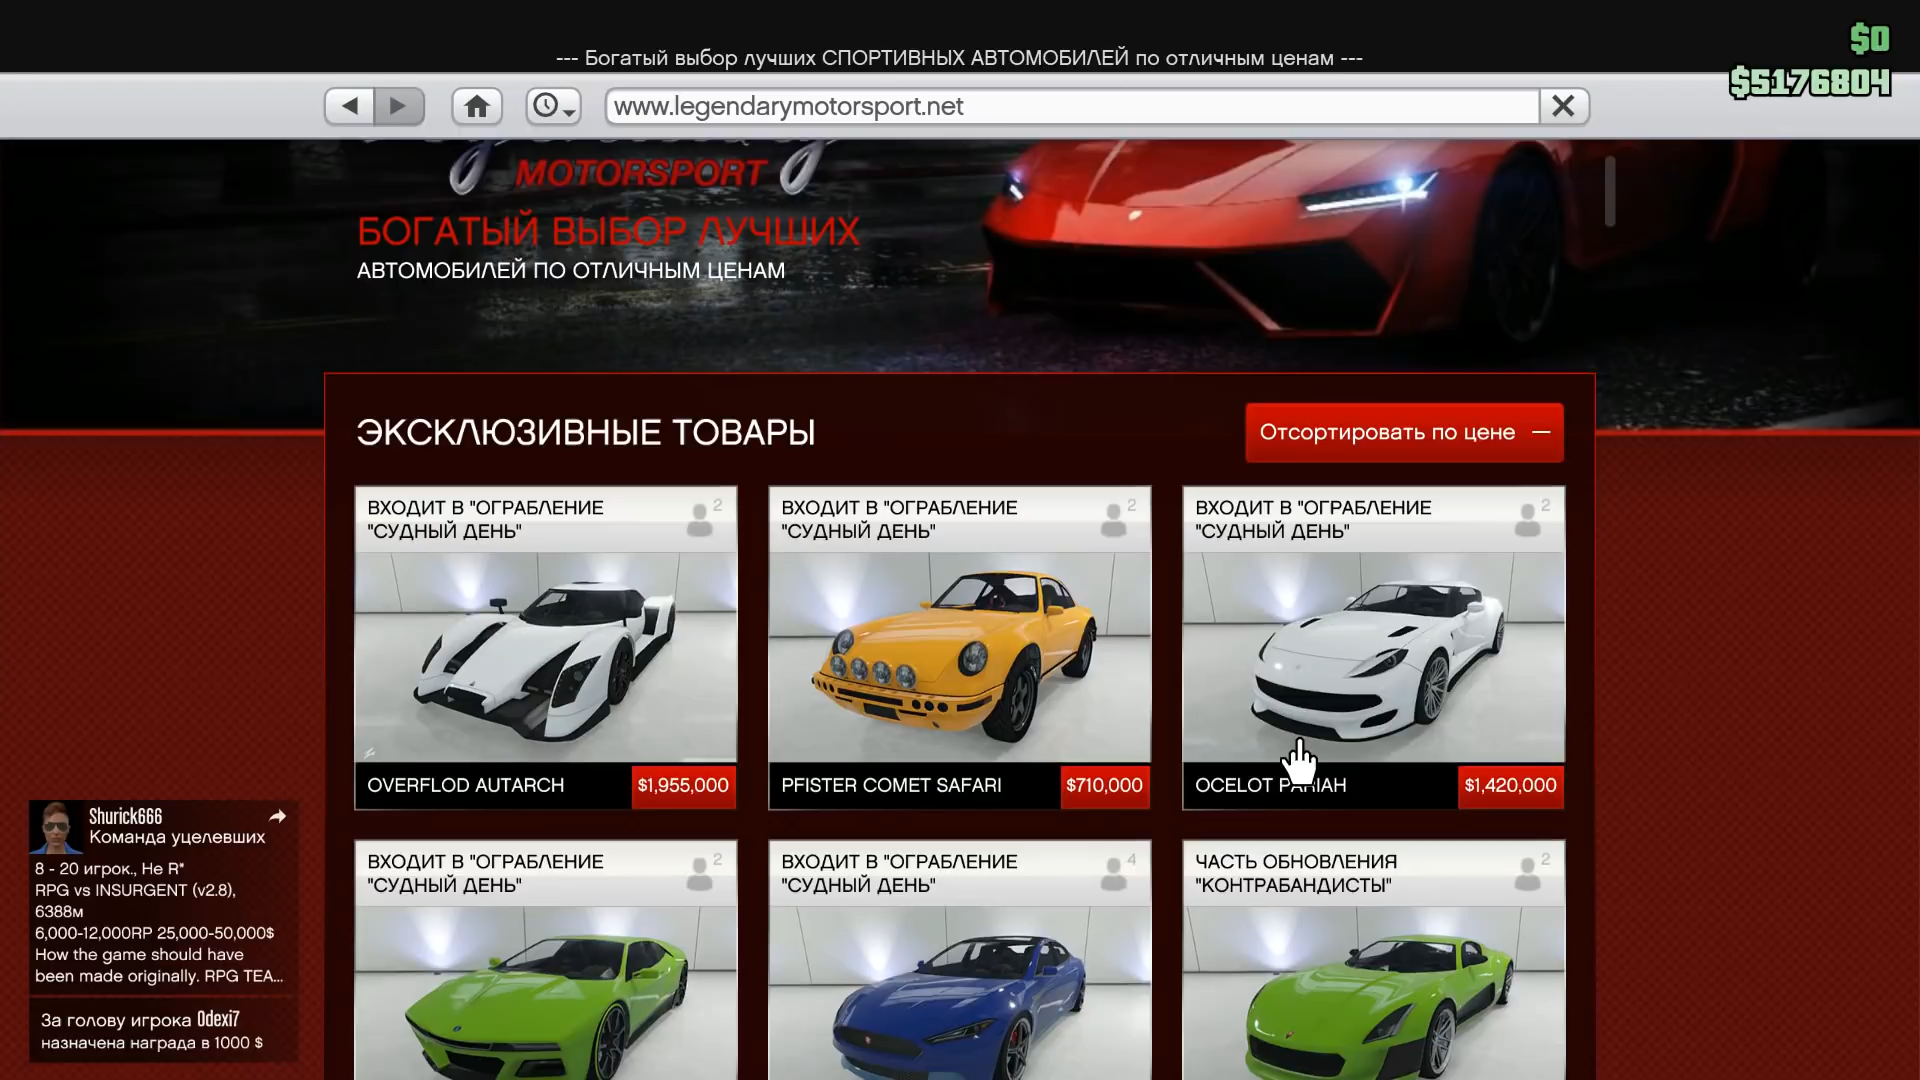 $0
--- Богатый выбор лучших СПОРТИВНЫХ АВТОМОБИЛЕЙ по отличным ценам ---
$5176804
www.legendarymotorsport.net
MOTORSPORT
БОГАТЫЙ ВЫБОР ЛУЧШИХ
АВТОМОБИЛЕЙ ПО ОТЛИЧНЫМ ЦЕНАМ
ЭКСКЛЮЗИВНЫЕ ТОВАРЫ
Отсортировать по цене —
ВХОДИТ В "ОГРАБЛЕНИЕ
"СУДНЫЙ ДЕНЬ"
2
OVERFLOD AUTARCH
$1,955,000
ВХОДИТ В "ОГРАБЛЕНИЕ
"СУДНЫЙ ДЕНЬ"
2
PFISTER COMET SAFARI
$710,000
ВХОДИТ В "ОГРАБЛЕНИЕ
"СУДНЫЙ ДЕНЬ"
2
OCELOT PARIAH
$1,420,000
ВХОДИТ В "ОГРАБЛЕНИЕ
"СУДНЫЙ ДЕНЬ"
2
ВХОДИТ В "ОГРАБЛЕНИЕ
"СУДНЫЙ ДЕНЬ"
4
ЧАСТЬ ОБНОВЛЕНИЯ
"КОНТРАБАНДИСТЫ"
2
Shurick666
Команда уцелевших
8 - 20 игрок., Не R*
RPG vs INSURGENT (v2.8),
6388м
6,000-12,000RP 25,000-50,000$
How the game should have
been made originally. RPG TEA...
За голову игрока Odexi7
назначена награда в 1000 $